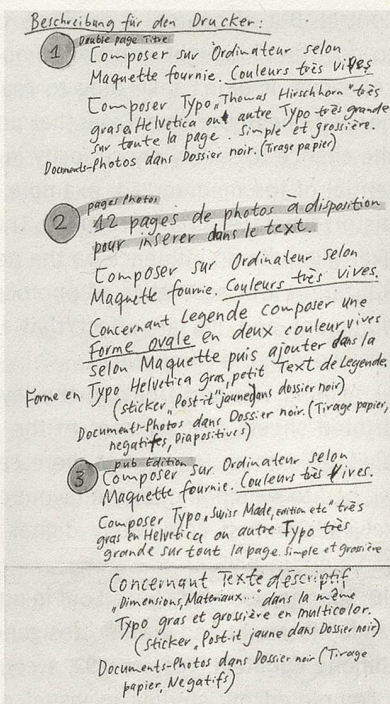 Beschreibung für den Drucker:
1 Double page Titre
Composer sur Ordinateur selon
Maquette fournie. Couleurs très vives
Composer Typo „Thomas Hirschhorn" très
gras à Helvetica ou autre Typo très grande
sur toute la page. Simple et grossière.
Documents-Photos dans Dossier noir. (Tirage papier)
2 pages Photos
12 pages de photos à disposition
pour insérer dans le text.
Composer sur Ordinateur selon
Maquette fournie. Couleurs très vives.
Concernant Legende composer une
Forme ovale en deux couleur vives
selon Maquette puis ajouter dans la
Forme en Typo Helvetica gras, petit Text de Legende.
(sticker „Post-it" jaune dans dossier noir)
Documents-Photos dans Dossier noir. (Tirage papier,
negatifs, Diapositives)
3 pub Edition
Composer sur Ordinateur selon
Maquette fournie. Couleurs très Vives.
Composer Typo „Swiss Made, edition etc" très
gras en Helvetica ou autre Typo très
grande sur tout la page. Simple et grossière
Concernant Texte déscriptif
„Dimensions, Materiaux..." dans la même
Typo gras et grossière en multicolor.
(sticker „Post-it jaune dans Dossier noir)
Documents-Photos dans Dossier noir (Tirage
papier, Negatifs)